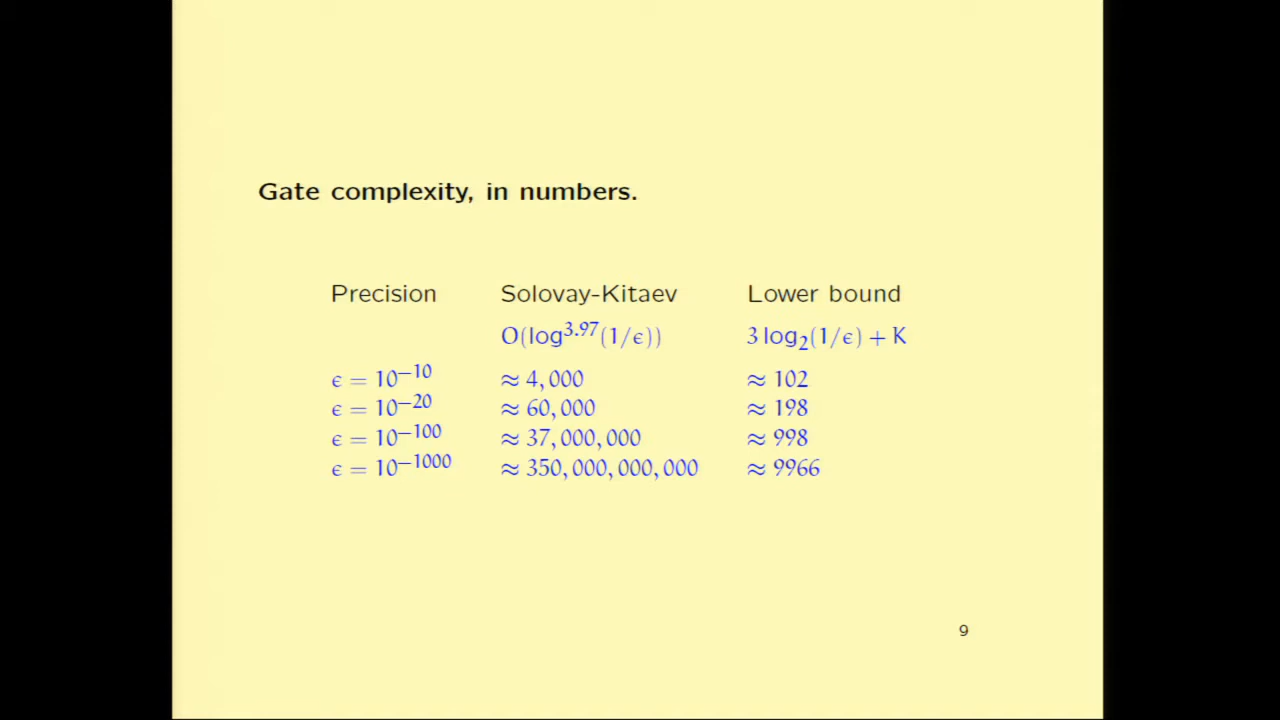 Gate complexity, in numbers.
Precision Solovay-Kitaev Lower bound
O(log^3.97(1/ϵ)) 3 log₂(1/ϵ) + K
ϵ = 10^−10 ≈ 4,000 ≈ 102
ϵ = 10^−20 ≈ 60,000 ≈ 198
ϵ = 10^−100 ≈ 37,000,000 ≈ 998
ϵ = 10^−1000 ≈ 350,000,000,000 ≈ 9966
9